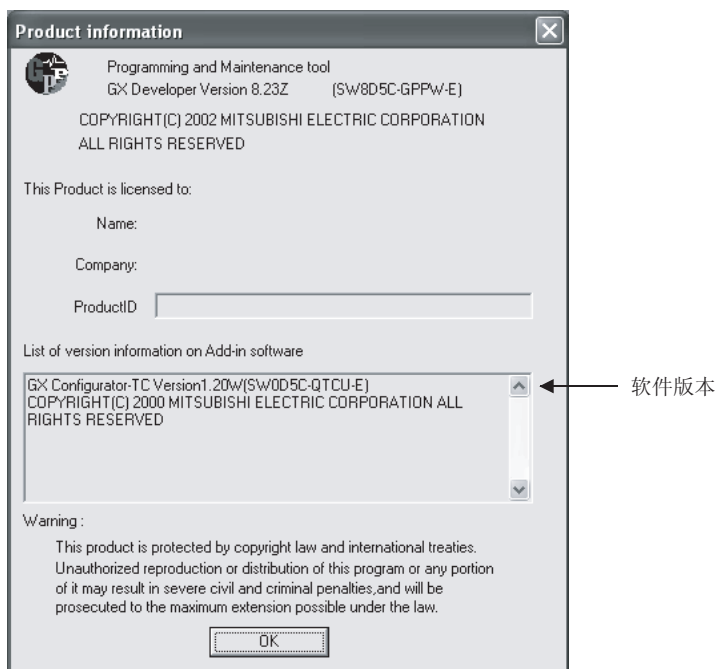 Product information
GPP
Programming and Maintenance tool
GX Developer Version 8.23Z (SW8D5C-GPPW-E)
COPYRIGHT(C) 2002 MITSUBISHI ELECTRIC CORPORATION
ALL RIGHTS RESERVED
This Product is licensed to:
Name:
Company:
ProductID
List of version information on Add-in software
GX Configurator-TC Version1.20W(SW0D5C-QTCU-E)
COPYRIGHT(C) 2000 MITSUBISHI ELECTRIC CORPORATION ALL
RIGHTS RESERVED
软件版本
Warning :
This product is protected by copyright law and international treaties.
Unauthorized reproduction or distribution of this program or any portion
of it may result in severe civil and criminal penalties,and will be
prosecuted to the maximum extension possible under the law.
OK